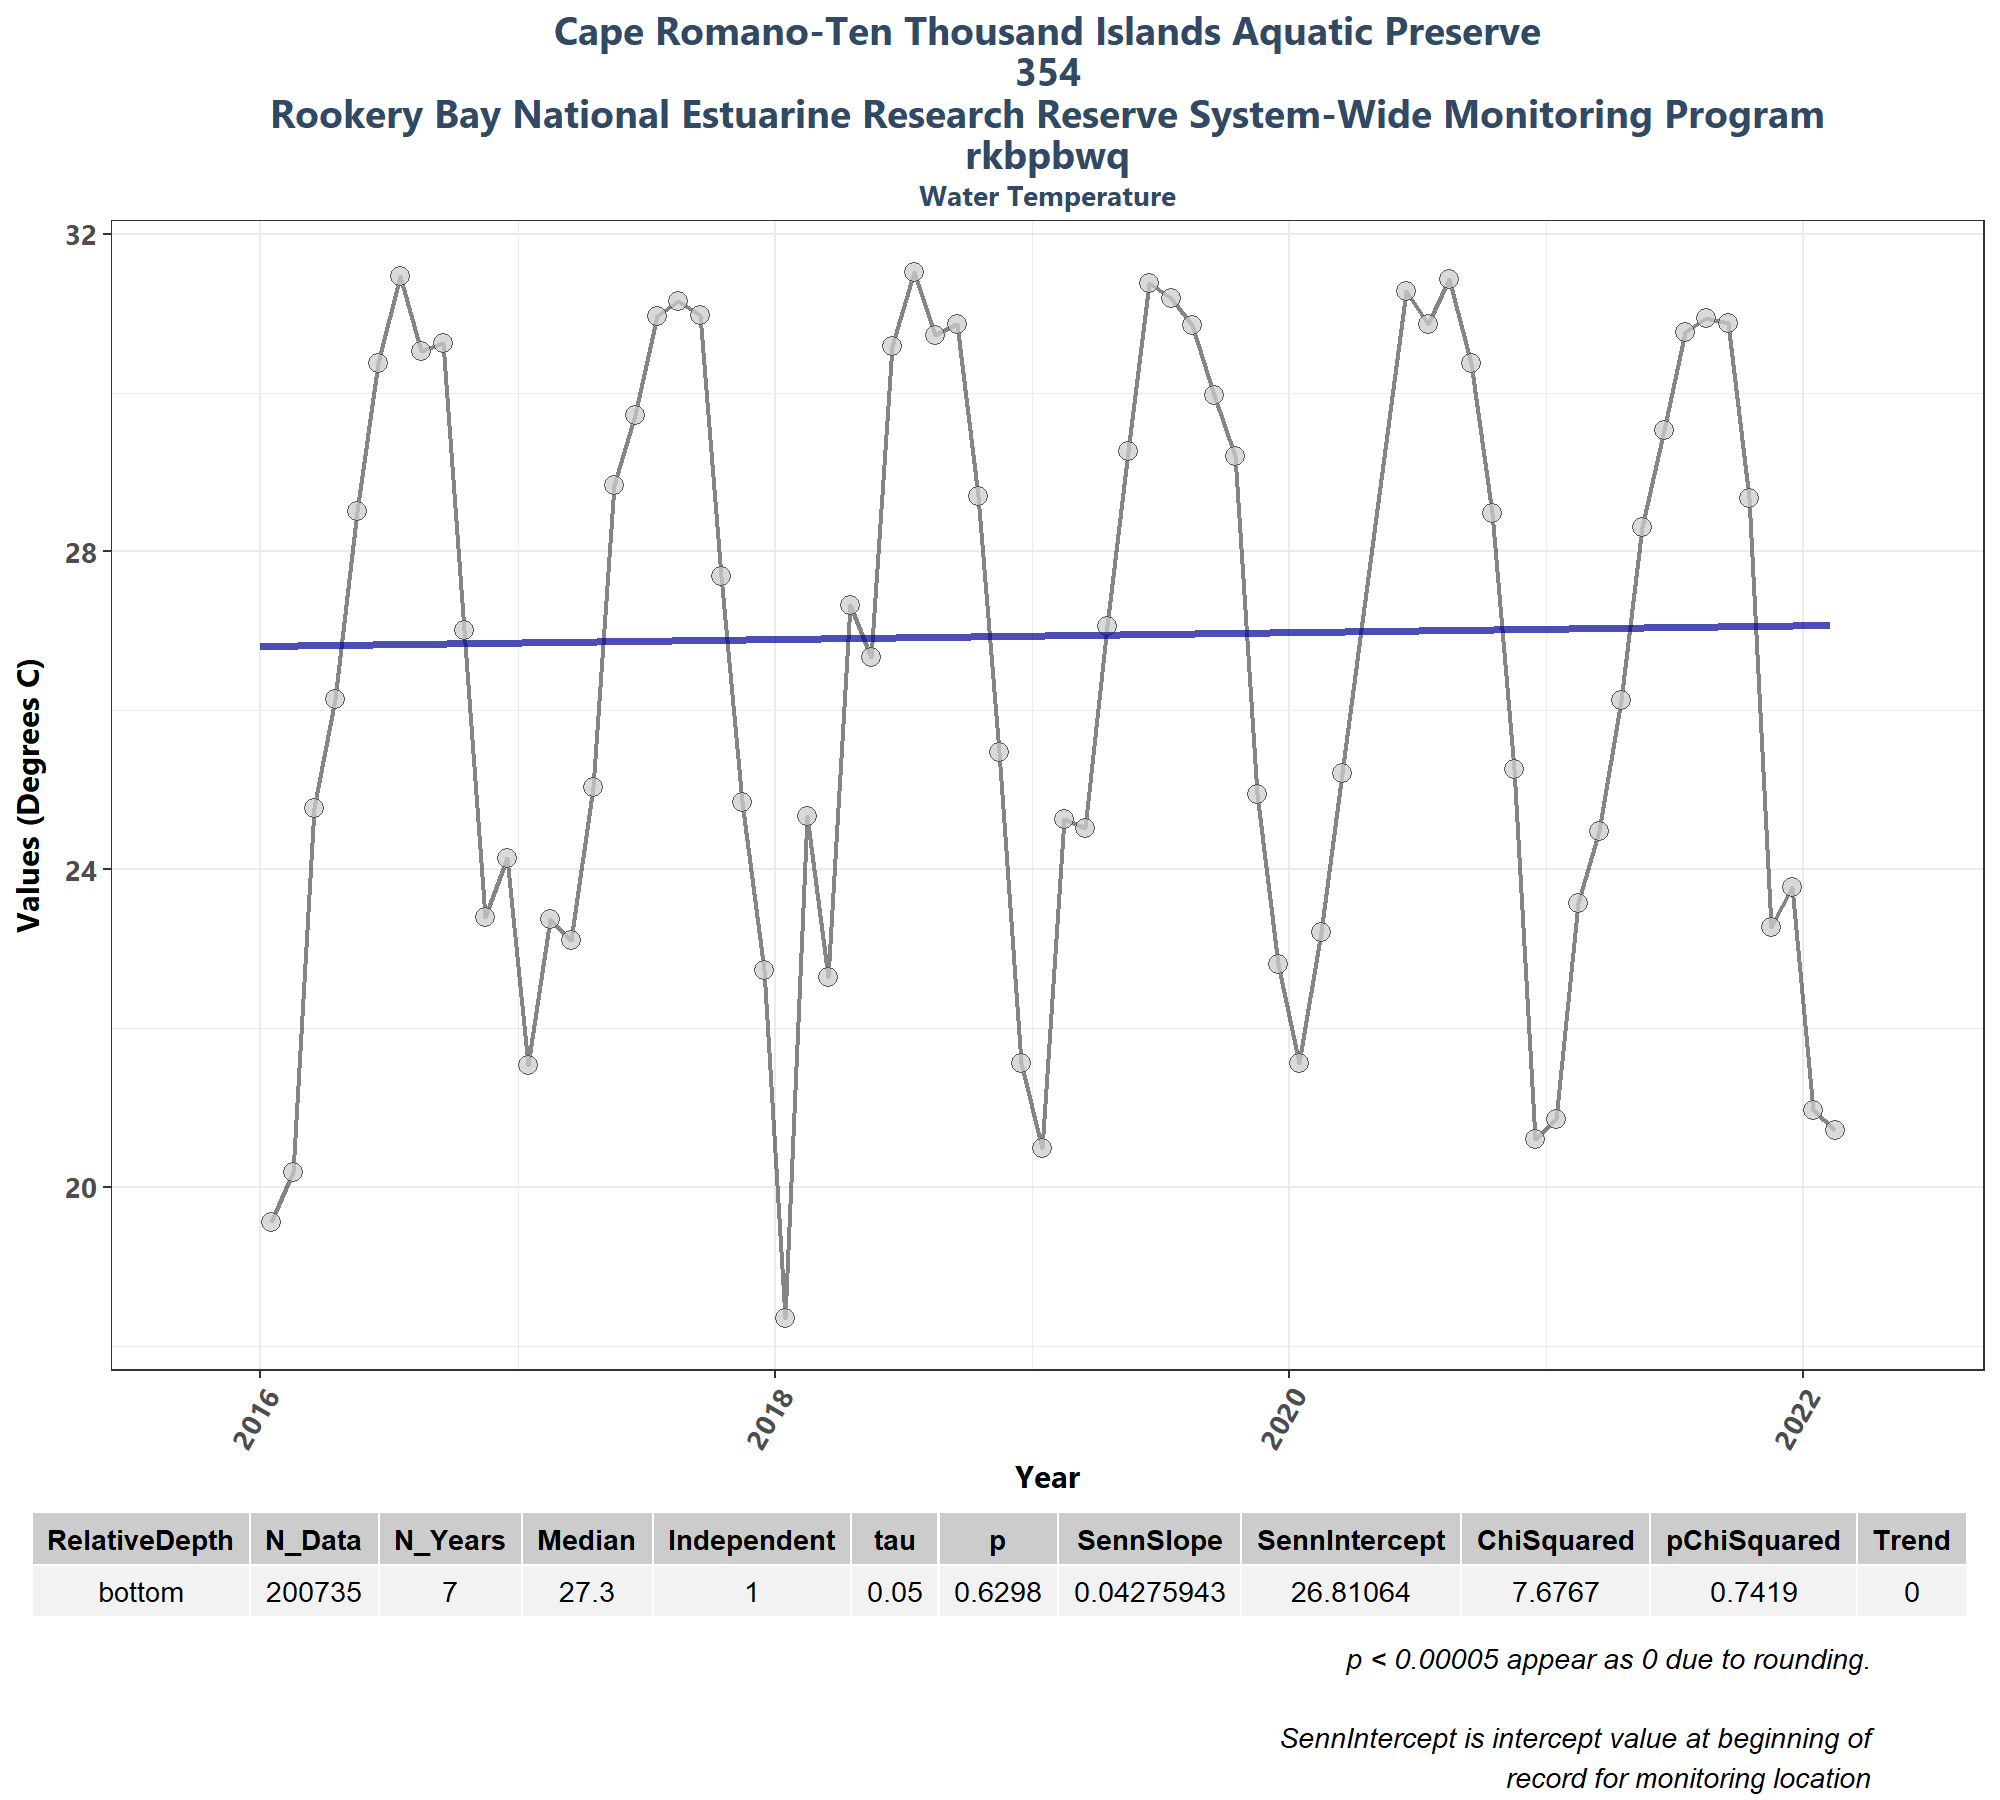 Cape Romano-Ten Thousand Islands Aquatic Preserve
354
Rookery Bay National Estuarine Research Reserve System-Wide Monitoring Program
rkbpbwq
Water Temperature
32
28
24
20
Values (Degrees C)
2016
2018
2020
2022
Year
RelativeDepth N_Data N_Years Median Independent tau p SennSlope SennIntercept ChiSquared pChiSquared Trend
bottom 200735 7 27.3 1 0.05 0.6298 0.04275943 26.81064 7.6767 0.7419 0
p < 0.00005 appear as 0 due to rounding.
SennIntercept is intercept value at beginning of
record for monitoring location